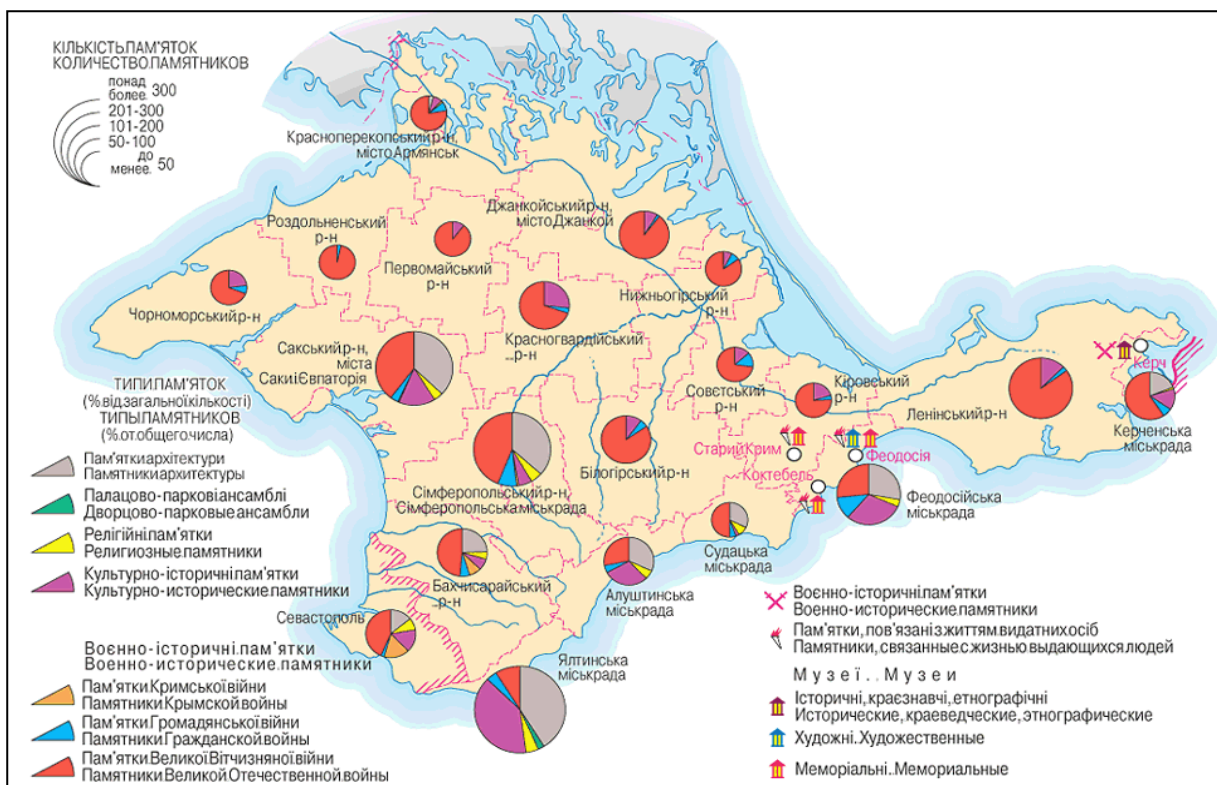 КІЛЬКІСТЬ ПАМ'ЯТОК
КОЛИЧЕСТВО ПАМЯТНИКОВ
понад
более 300
201-300
101-200
50-100
до
менее 50
Красноперекопський р-н,
місто Армянськ
Роздольненський
р-н
Первомайський
р-н
Джанкойський р-н,
місто Джанкой
Чорноморський р-н
Нижньогірський
р-н
Красногвардійський
р-н
Сакський р-н,
міста
Саки і Євпаторія
Совєтський
р-н
Кіровський
р-н
Ленінський р-н
Керч
Керченська
міськрада
Старий Крим
Феодосія
Коктебель
Феодосійська
міськрада
Білогірський р-н
Сімферопольський р-н,
Сімферопольська міськрада
Судацька
міськрада
Бахчисарайський
р-н
Алуштинська
міськрада
Севастополь
Ялтинська
міськрада
ТИПИ ПАМ'ЯТОК
(% від загальної кількості)
ТИПЫ ПАМЯТНИКОВ
(% от общего числа)
Пам'ятки архітектури
Памятники архитектуры
Палацово-паркові ансамблі
Дворцово-парковые ансамбли
Релігійні пам'ятки
Религиозные памятники
Культурно-історичні пам'ятки
Культурно-исторические памятники
Воєнно-історичні пам'ятки
Военно-исторические памятники
Пам'ятки Кримської війни
Памятники Крымской войны
Пам'ятки Громадянської війни
Памятники Гражданской войны
Пам'ятки Великої Вітчизняної війни
Памятники Великой Отечественной войны
Воєнно-історичні пам'ятки
Военно-исторические памятники
Пам'ятки, пов'язані з життям видатних осіб
Памятники, связанные с жизнью выдающихся людей
Музеї . . Музеи
Історичні, краєзнавчі, етнографічні
Исторические, краеведческие, этнографические
Художні. Художественные
Меморіальні. . Мемориальные